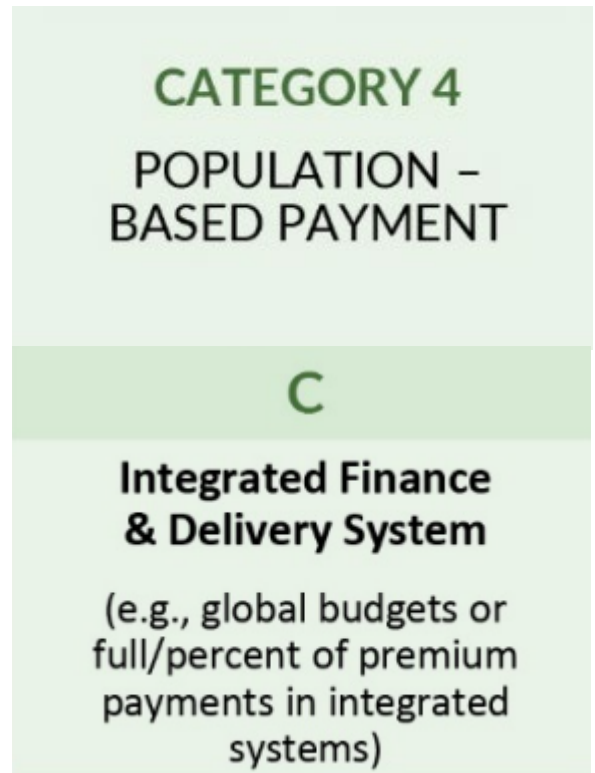 CATEGORY 4
POPULATION –
BASED PAYMENT
C
Integrated Finance
& Delivery System
(e.g., global budgets or
full/percent of premium
payments in integrated
systems)